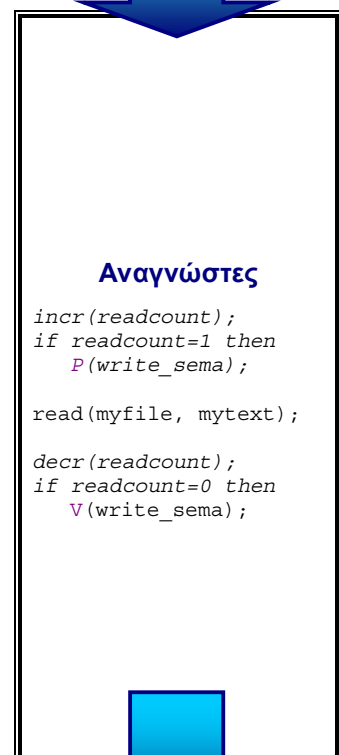 Αναγνώστες
incr(readcount);
if readcount=1 then
P(write_sema);
read(myfile, mytext);
decr(readcount);
if readcount=0 then
V(write_sema);